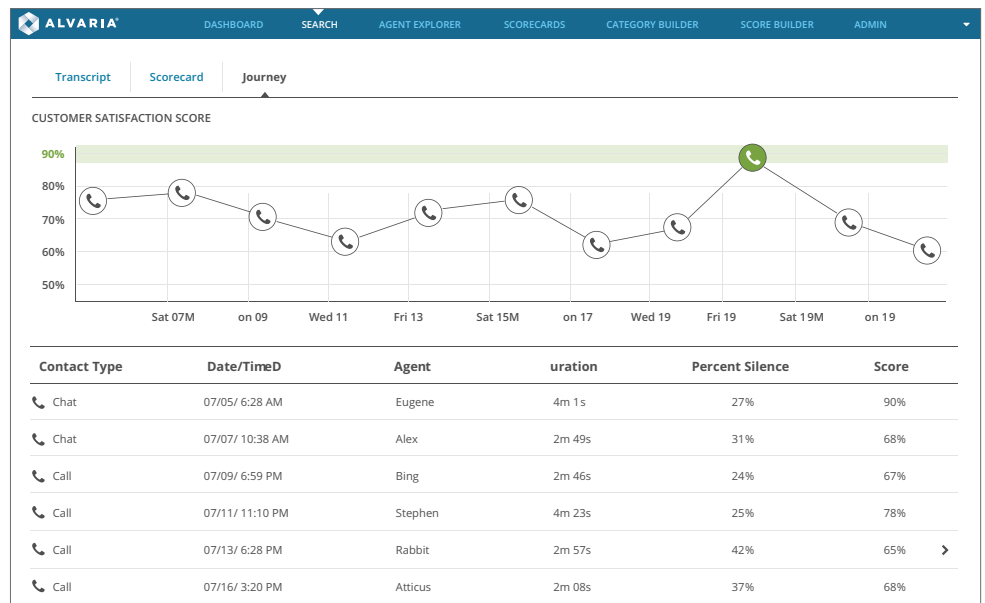 ALVARIA DASHBOARD SEARCH AGENT EXPLORER SCORECARDS CATEGORY BUILDER SCORE BUILDER ADMIN
Transcript Scorecard Journey
CUSTOMER SATISFACTION SCORE
90%
80%
70%
60%
50%
Sat 07M on 09 Wed 11 Fri 13 Sat 15M on 17 Wed 19 Fri 19 Sat 19M on 19
Contact Type Date/TimeD Agent uration Percent Silence Score
Chat 07/05/ 6:28 AM Eugene 4m 1s 27% 90%
Chat 07/07/ 10:38 AM Alex 2m 49s 31% 68%
Call 07/09/ 6:59 PM Bing 2m 46s 24% 67%
Call 07/11/ 11:10 PM Stephen 4m 23s 25% 78%
Call 07/13/ 6:28 PM Rabbit 2m 57s 42% 65%
Call 07/16/ 3:20 PM Atticus 2m 08s 37% 68%